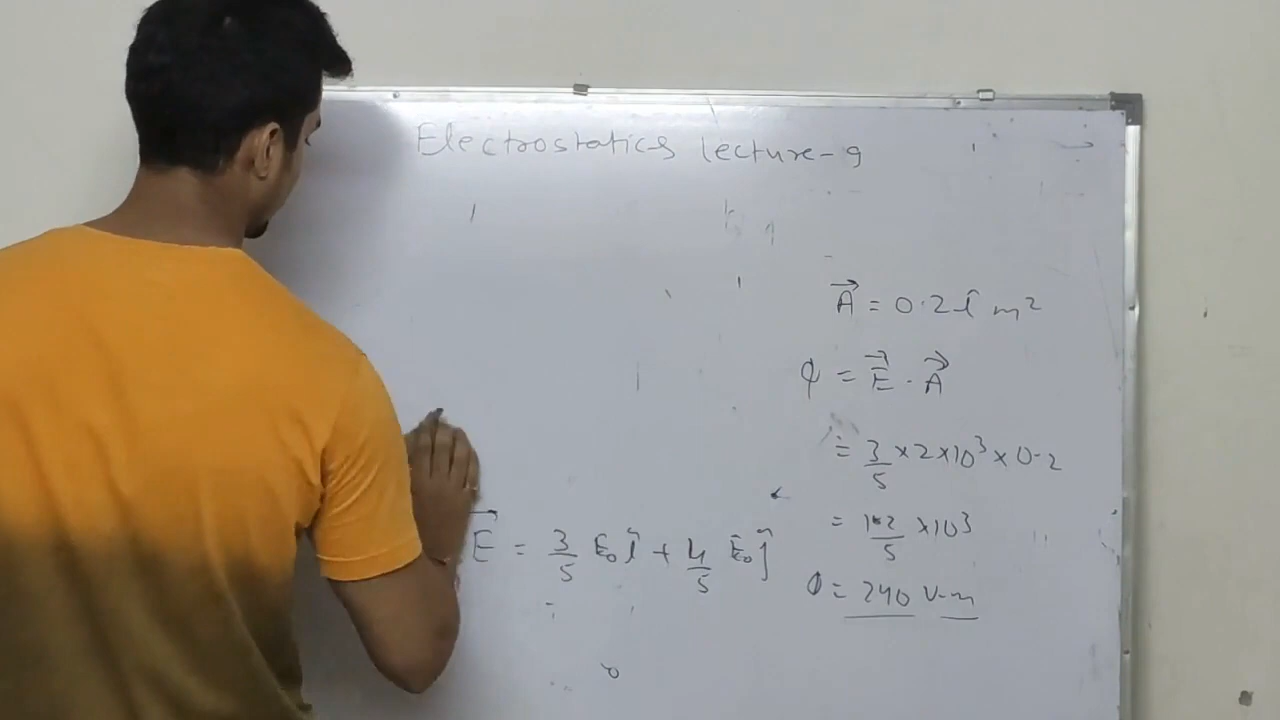 Electrostatics lecture-9
A⃗ = 0.2 î m²
φ = E⃗ · A⃗
= 3/5 × 2 × 10³ × 0.2
E⃗ = 3/5 E₀ î + 4/5 E₀ ĵ
= 1.2/5 × 10³
φ = 240 V-m